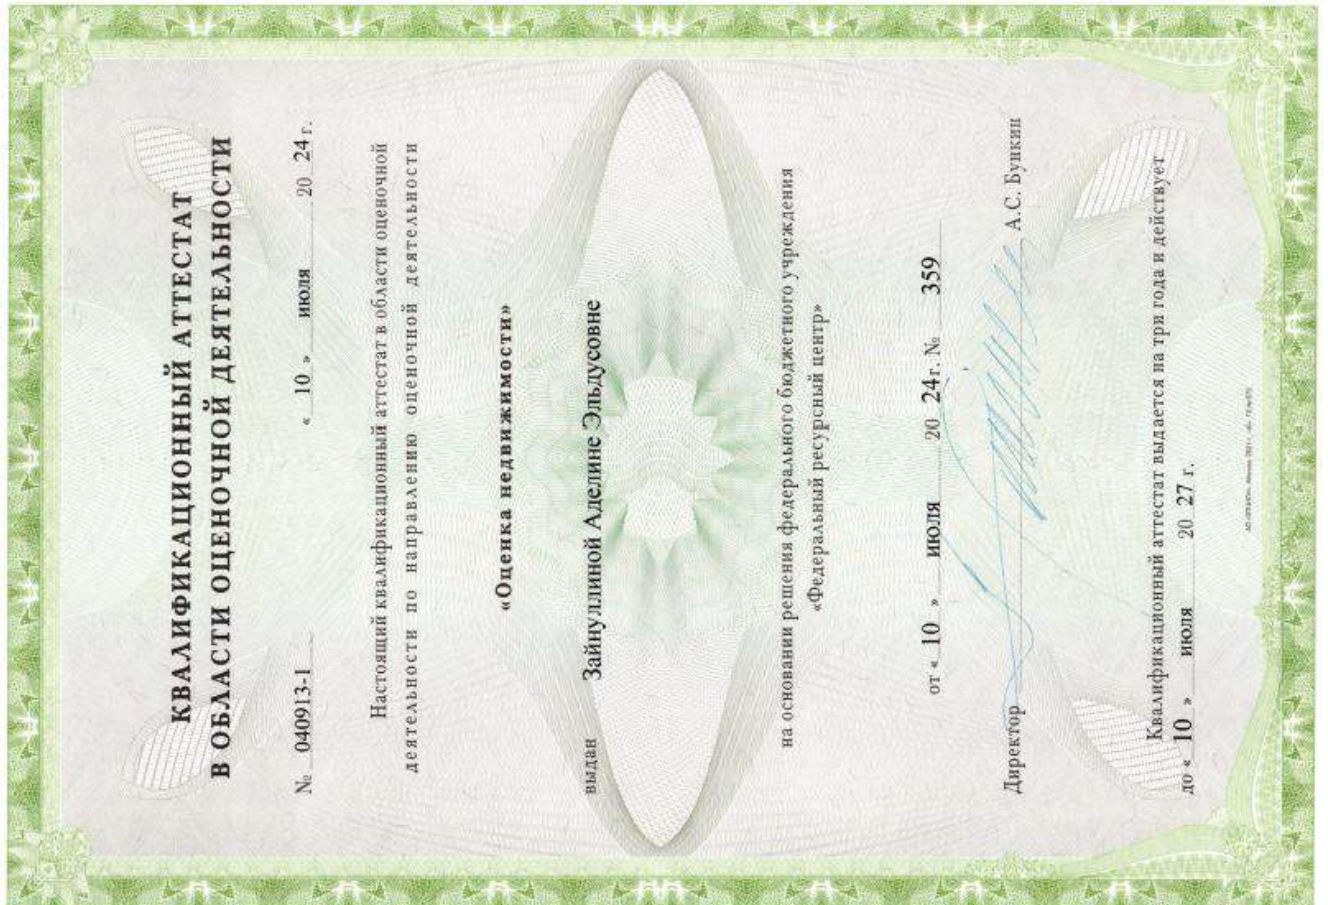 КВАЛИФИКАЦИОННЫЙ АТТЕСТАТ
В ОБЛАСТИ ОЦЕНОЧНОЙ ДЕЯТЕЛЬНОСТИ
№ 040913-1 « 10 » июля 20 24 г.
Настоящий квалификационный аттестат в области оценочной
деятельности по направлению оценочной деятельности
«Оценка недвижимости»
выдан Зайнуллиной Аделине Эльдусовне
на основании решения федерального бюджетного учреждения
«Федеральный ресурсный центр»
от « 10 » июля 20 24 г. № 359
Директор А.С. Бункин
Квалификационный аттестат выдается на три года и действует
до « 10 » июля 20 27 г.